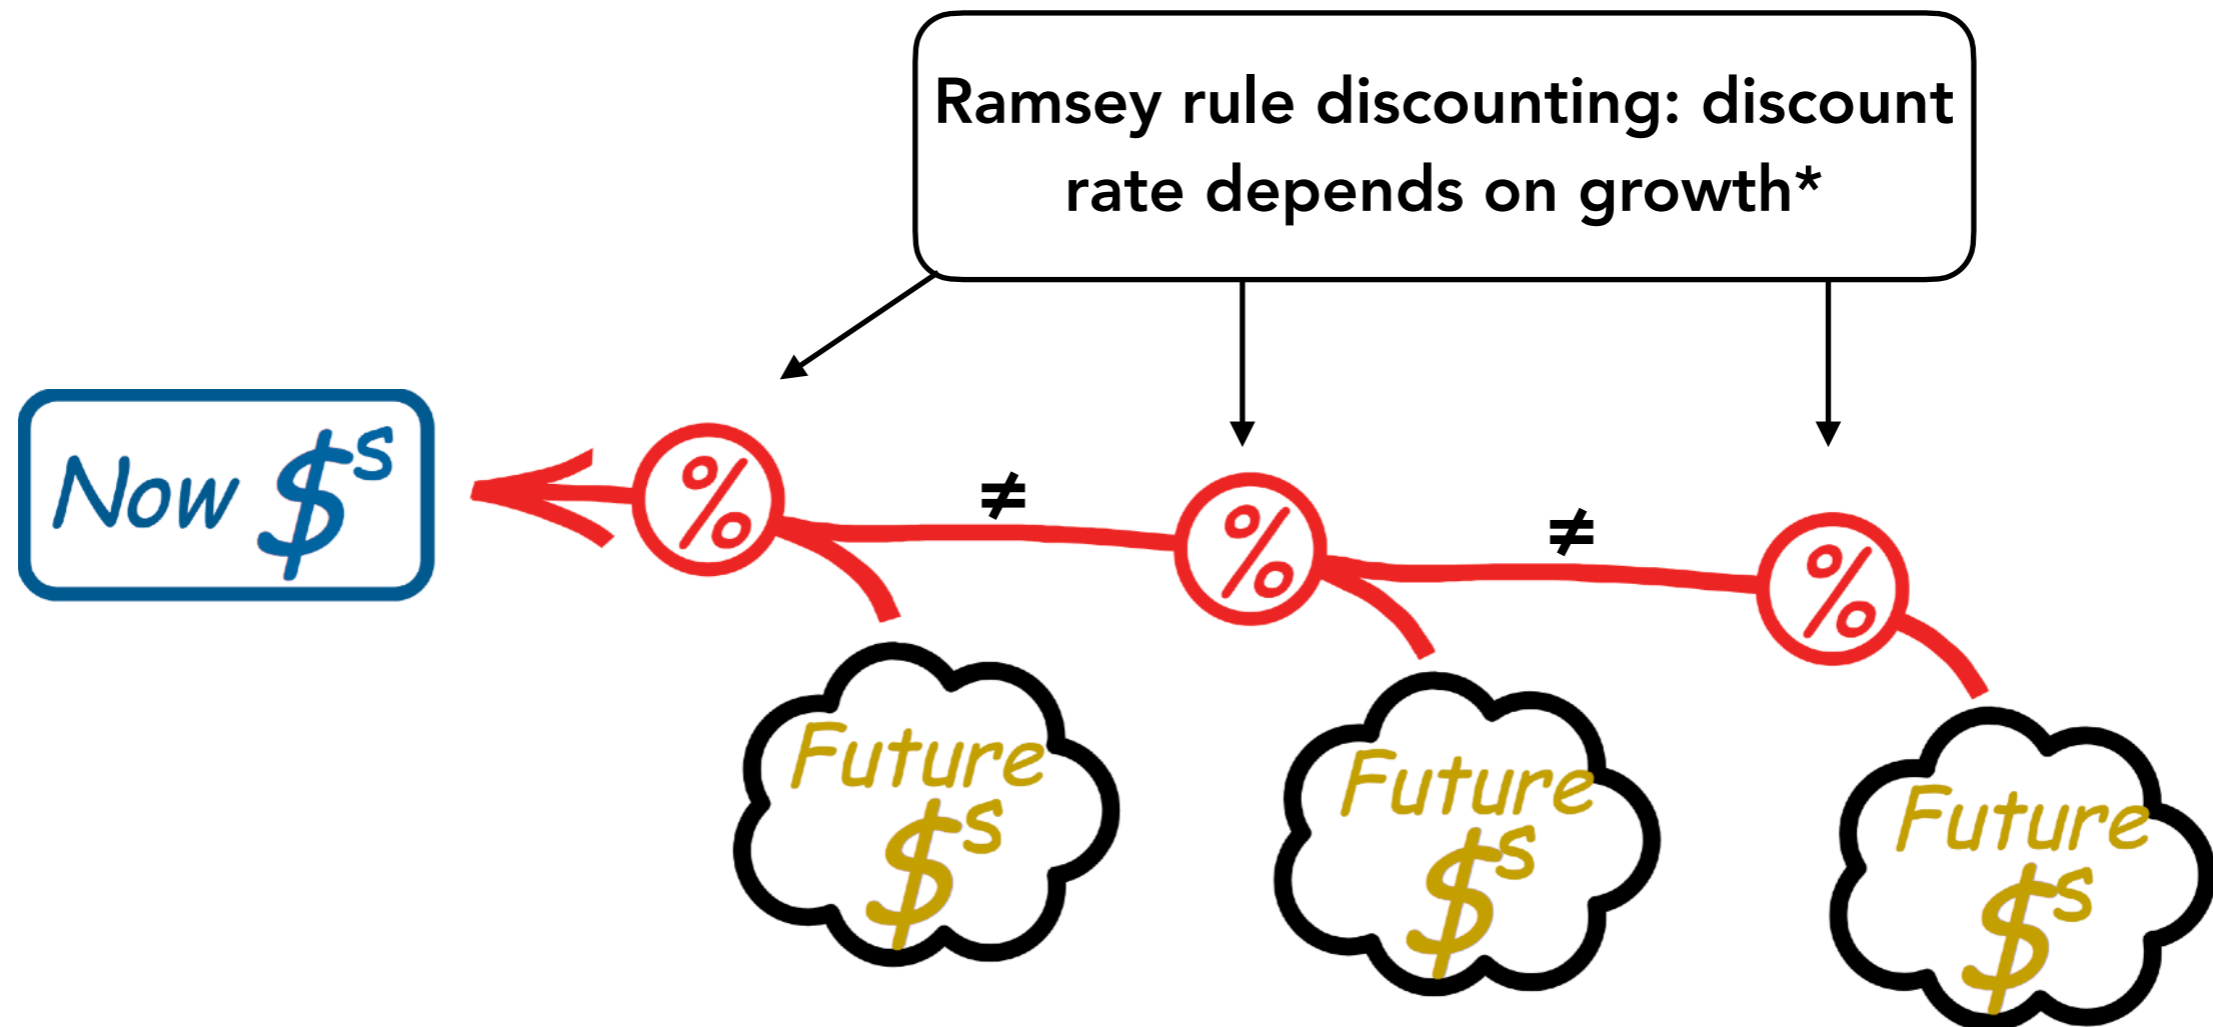 Ramsey rule discounting: discount
rate depends on growth*
Now $s
%
≠
%
≠
%
Future
$s
Future
$s
Future
$s